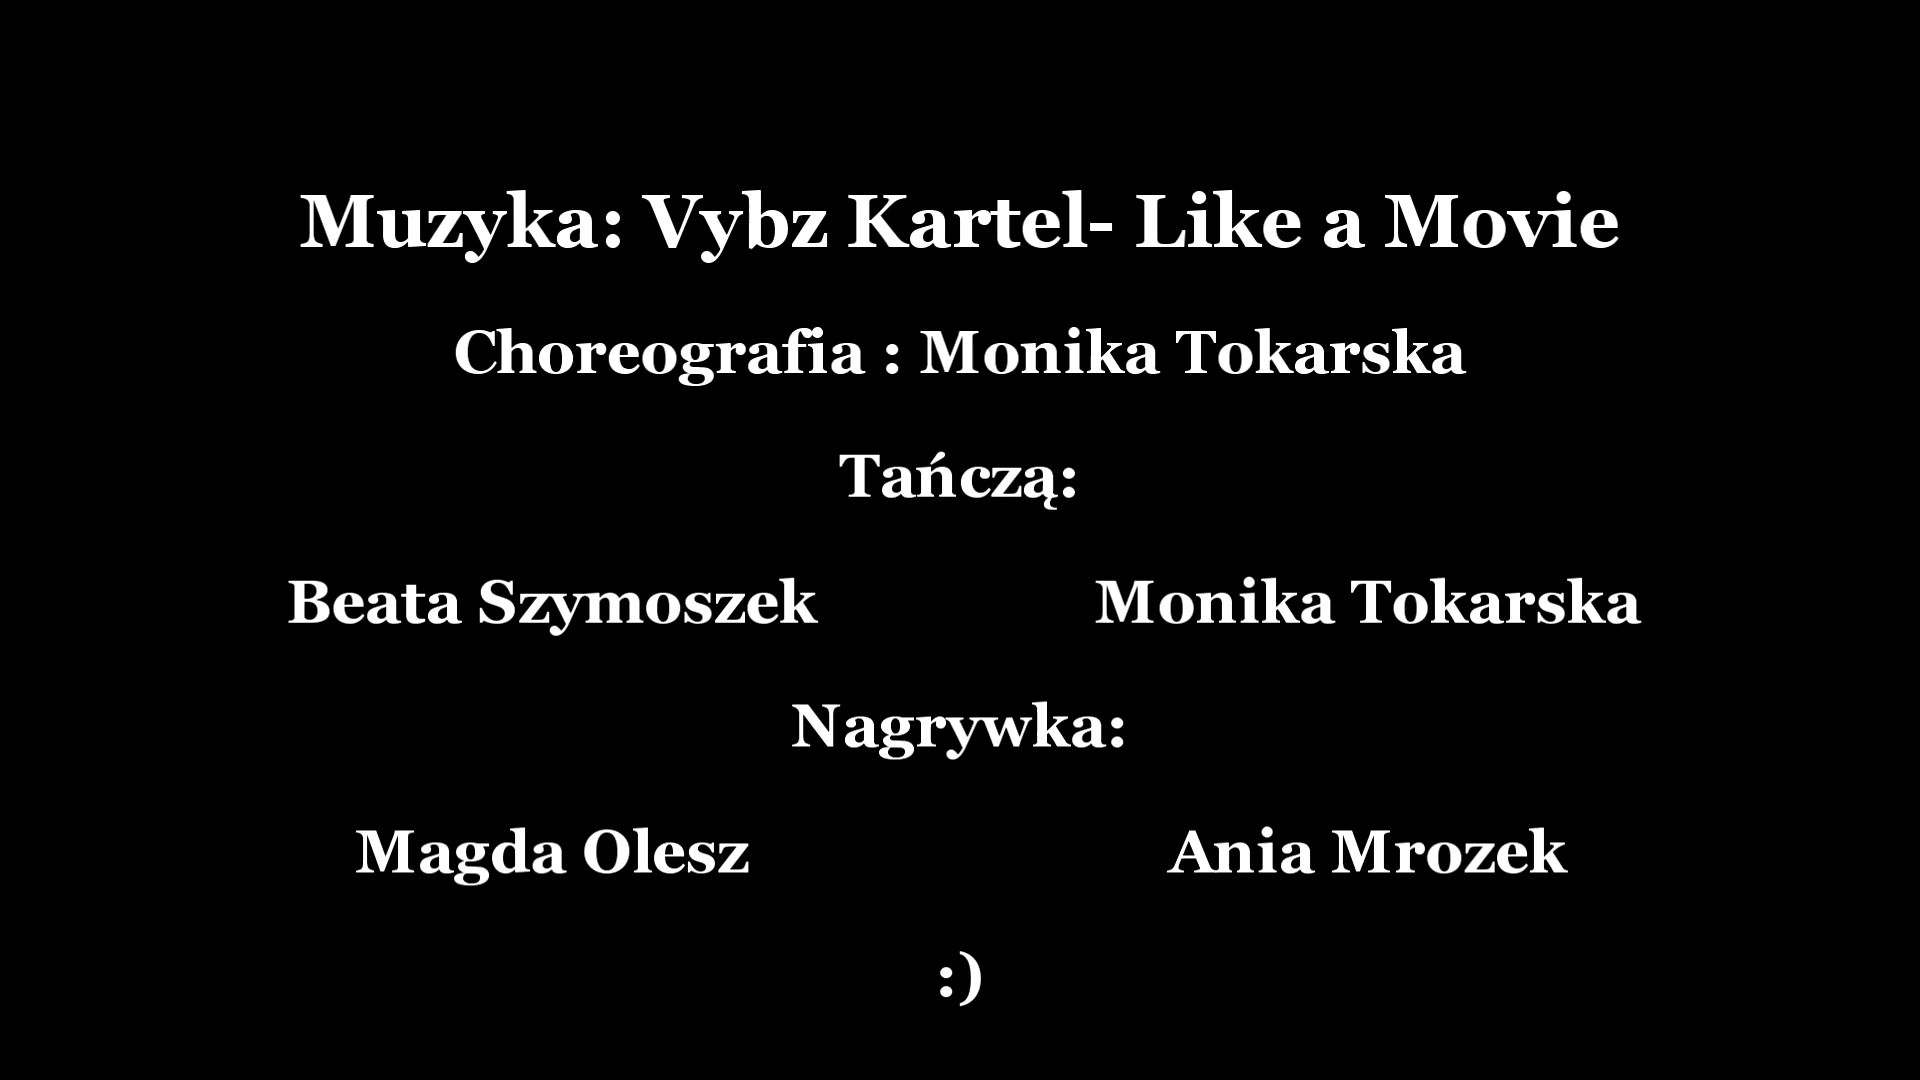 Muzyka: Vybz Kartel- Like a Movie
Choreografia : Monika Tokarska
Tańczą:
Beata Szymoszek Monika Tokarska
Nagrywka:
Magda Olesz Ania Mrozek
:)